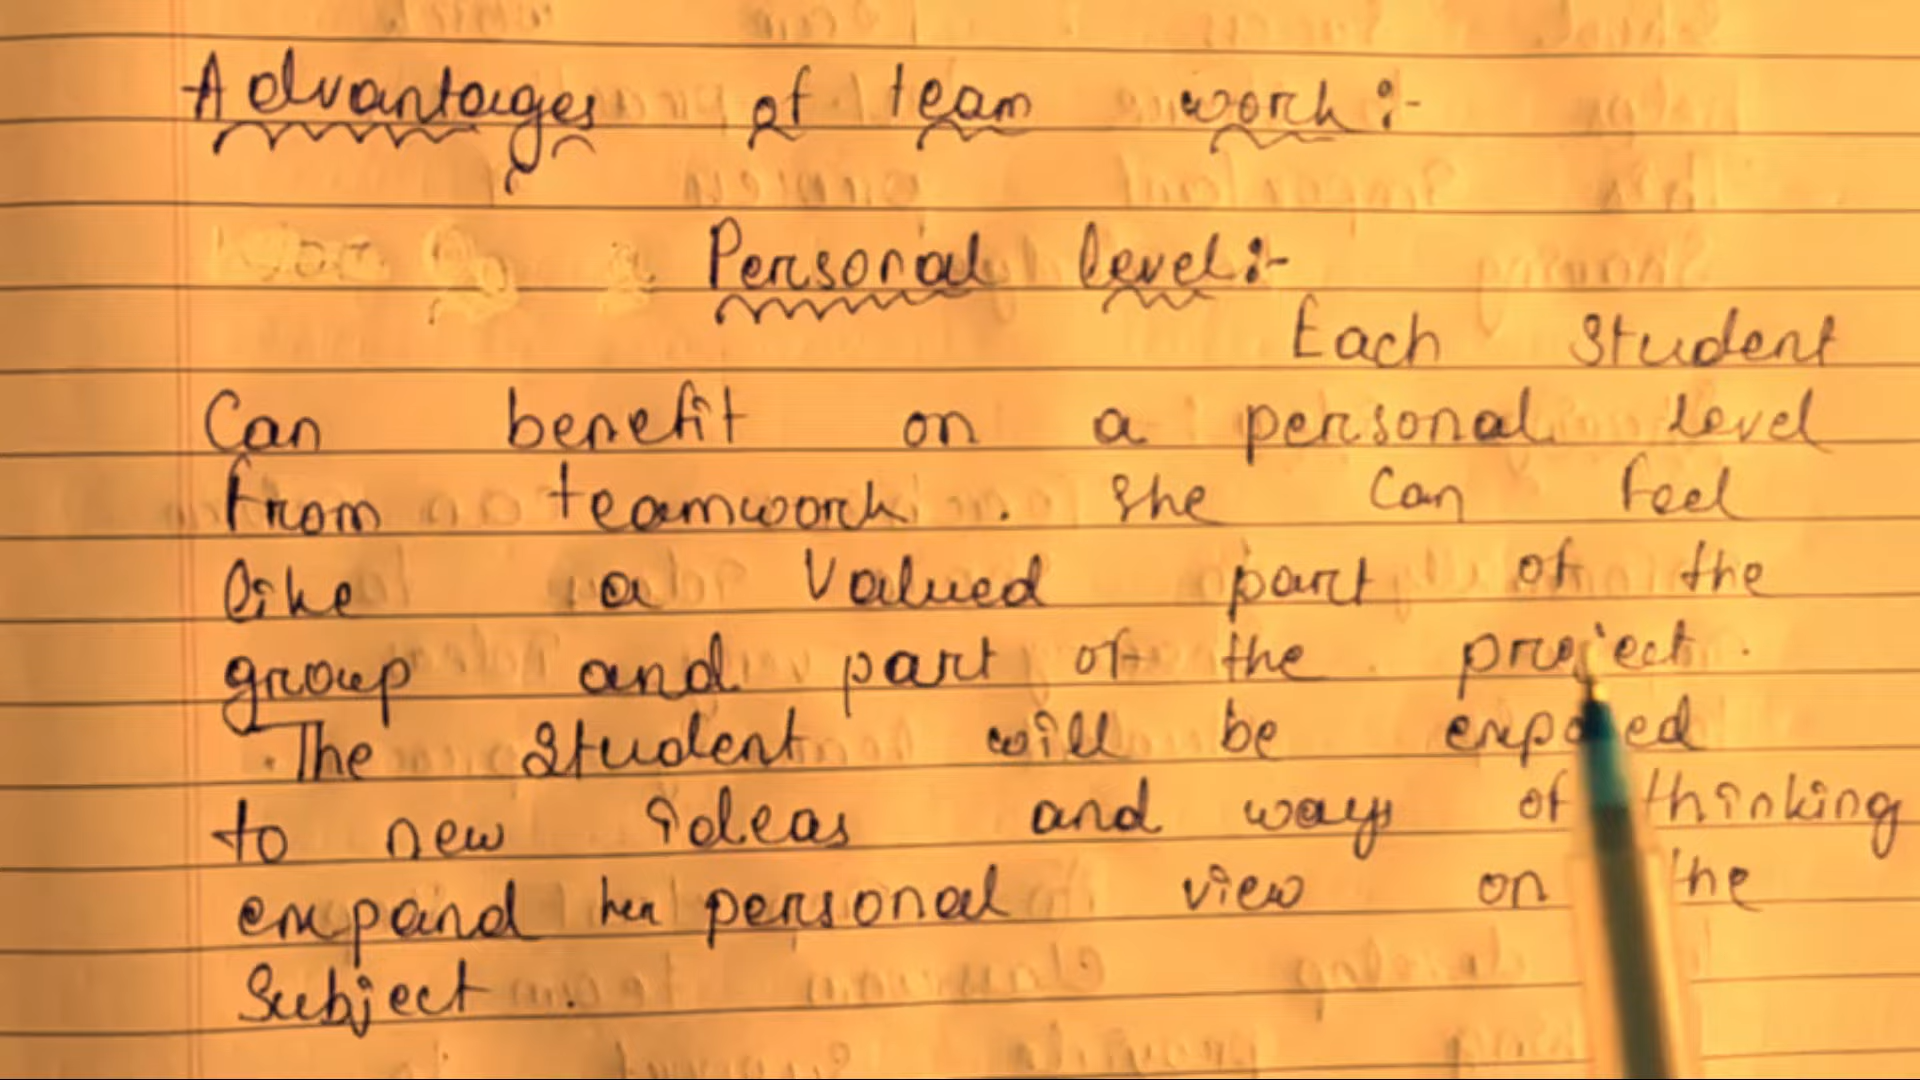 Advantages of team work :-
Personal level :-
Each Student
Can benefit on a personal level
from teamwork . She Can feel
like a Valued part of the
group and part of the project .
The Student will be exposed
to new ideas and ways of thinking
expand her personal view on the
Subject .